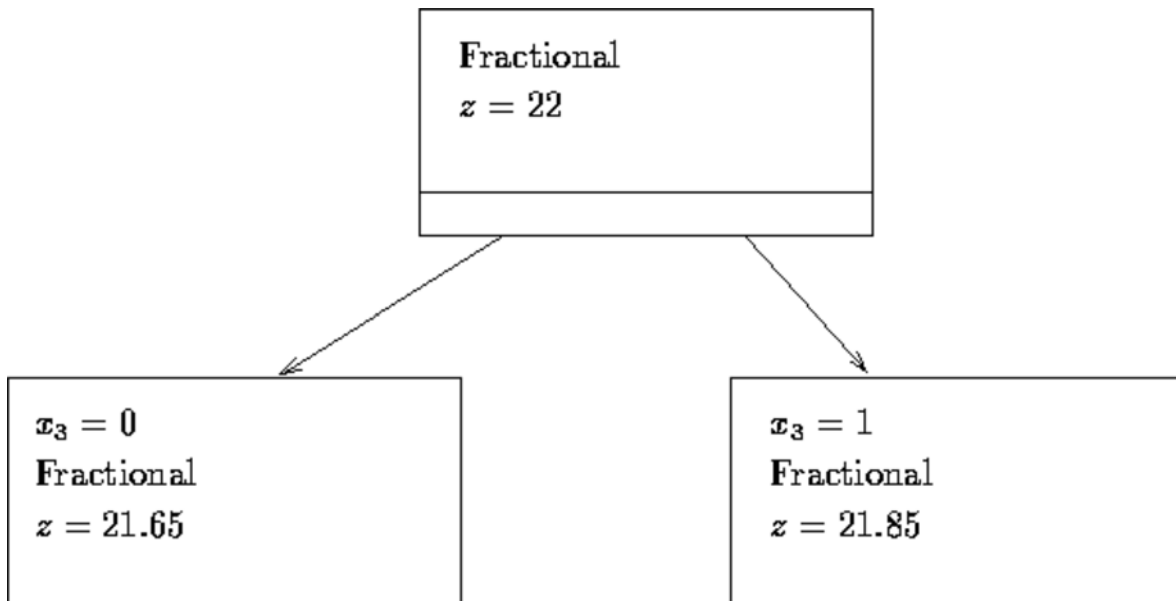 Fractional
z = 22
x₃ = 0
Fractional
z = 21.65
x₃ = 1
Fractional
z = 21.85